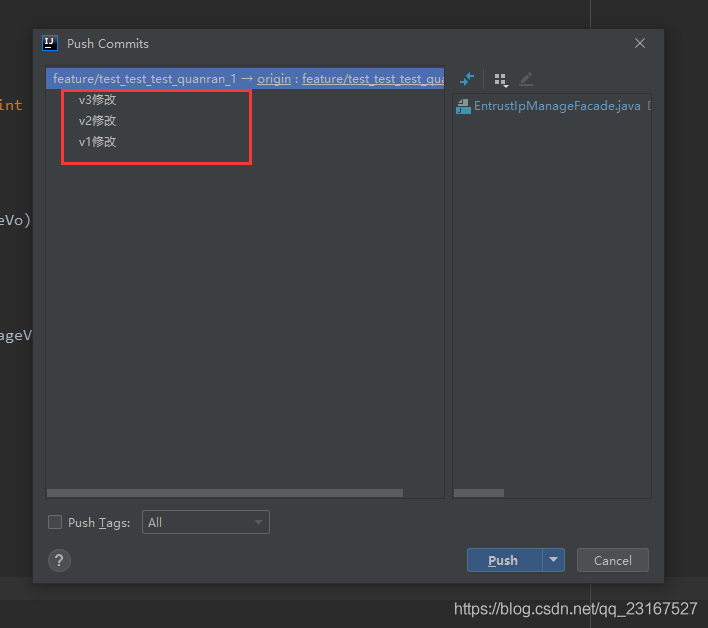 Push Commits
feature/test_test_test_quanran_1 → origin : feature/test_test_test_qua
v3修改
v2修改
v1修改
EntrustIpManageFacade.java
int
eVo)
ageV
Push Tags:
All
?
Push
Cancel
https://blog.csdn.net/qq_23167527